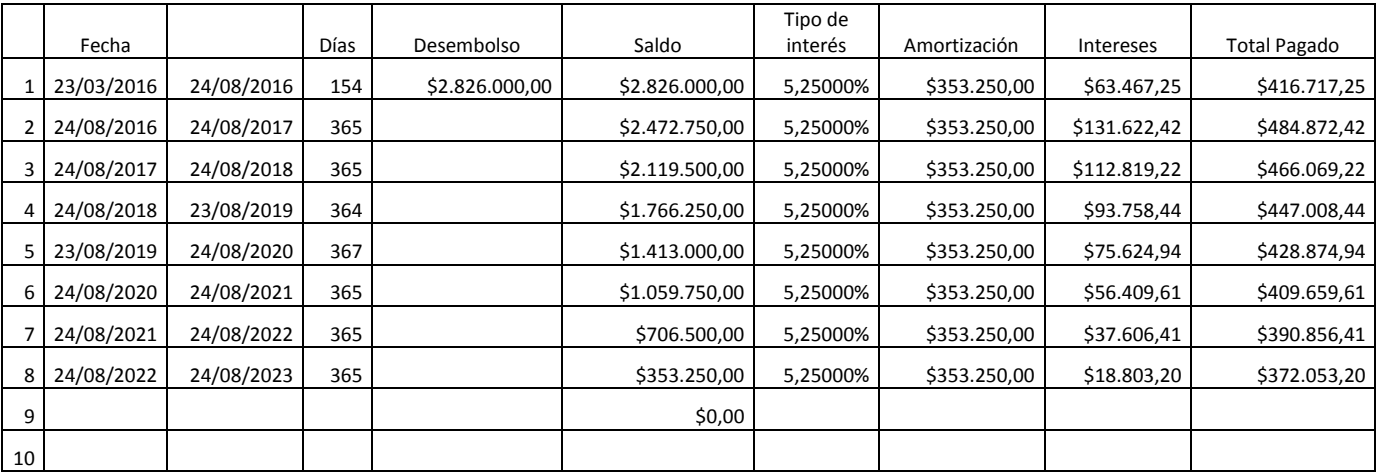 Fecha Días Desembolso Saldo Tipo de interés Amortización Intereses Total Pagado
1 23/03/2016 24/08/2016 154 $2.826.000,00 $2.826.000,00 5,25000% $353.250,00 $63.467,25 $416.717,25
2 24/08/2016 24/08/2017 365 $2.472.750,00 5,25000% $353.250,00 $131.622,42 $484.872,42
3 24/08/2017 24/08/2018 365 $2.119.500,00 5,25000% $353.250,00 $112.819,22 $466.069,22
4 24/08/2018 23/08/2019 364 $1.766.250,00 5,25000% $353.250,00 $93.758,44 $447.008,44
5 23/08/2019 24/08/2020 367 $1.413.000,00 5,25000% $353.250,00 $75.624,94 $428.874,94
6 24/08/2020 24/08/2021 365 $1.059.750,00 5,25000% $353.250,00 $56.409,61 $409.659,61
7 24/08/2021 24/08/2022 365 $706.500,00 5,25000% $353.250,00 $37.606,41 $390.856,41
8 24/08/2022 24/08/2023 365 $353.250,00 5,25000% $353.250,00 $18.803,20 $372.053,20
9 $0,00
10